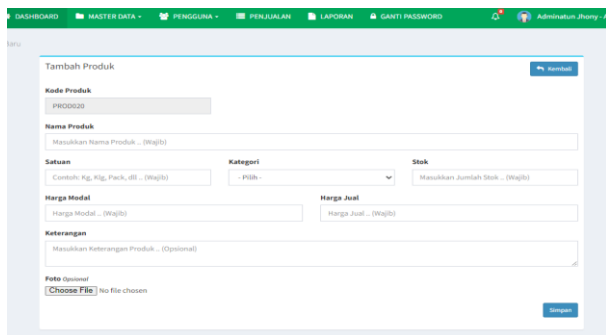 DASHBOARD MASTER DATA PENGGUNA PENJUALAN LAPORAN GANTI PASSWORD Adminatun Jhony - A
Baru
Tambah Produk Kembali
Kode Produk
PROD020
Nama Produk
Masukkan Nama Produk .. (Wajib)
Satuan Kategori Stok
Contoh: Kg, Klg, Pack, dll .. (Wajib) - Pilih - Masukkan Jumlah Stok .. (Wajib)
Harga Modal Harga Jual
Harga Modal .. (Wajib) Harga Jual .. (Wajib)
Keterangan
Masukkan Keterangan Produk .. (Opsional)
Foto Opsional
Choose File No file chosen
Simpan